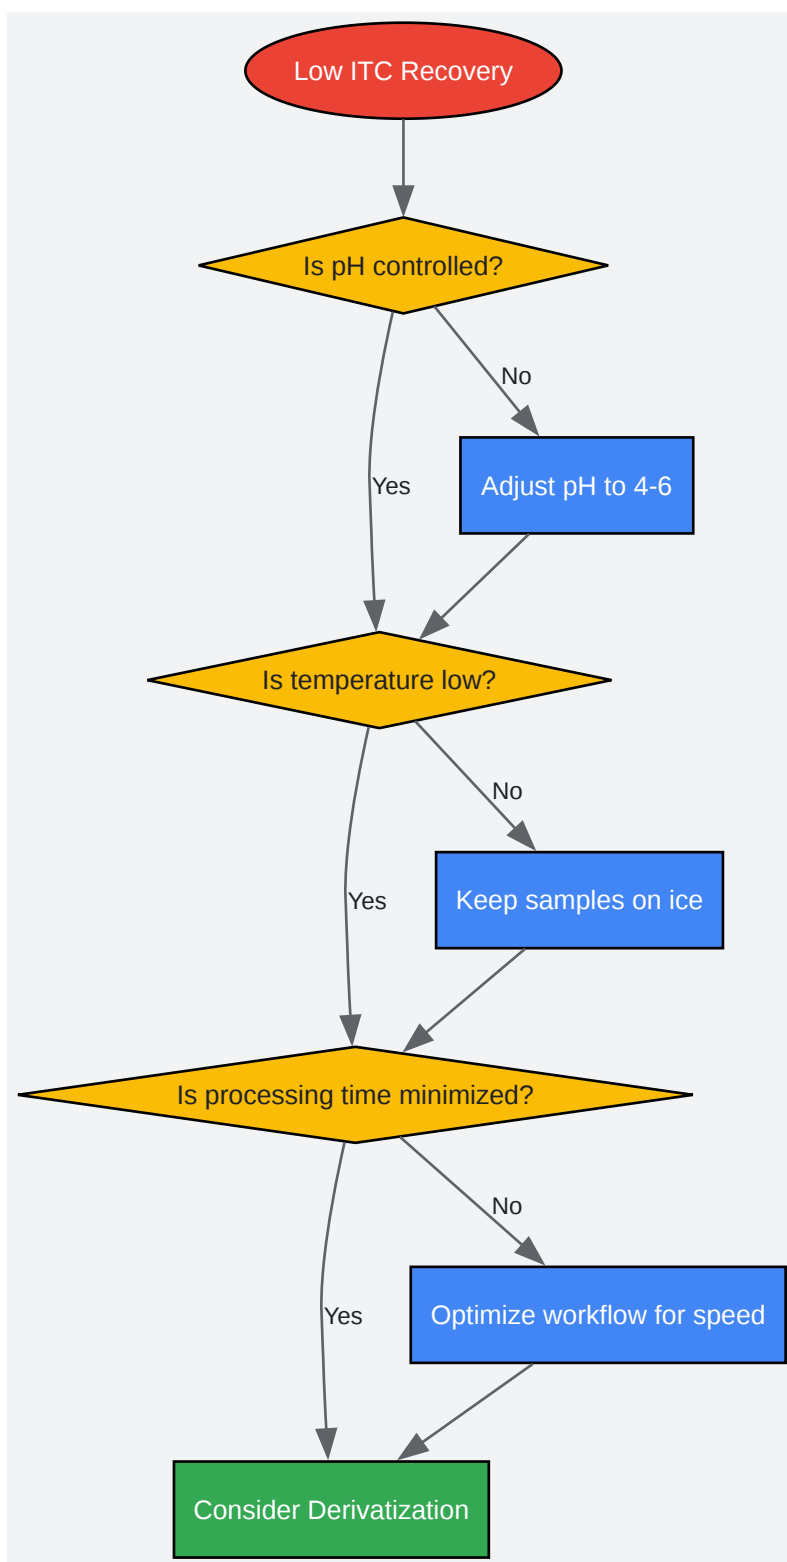 Low ITC Recovery
Is pH controlled?
No
Adjust pH to 4-6
Yes
Is temperature low?
No
Keep samples on ice
Yes
Is processing time minimized?
No
Optimize workflow for speed
Yes
Consider Derivatization